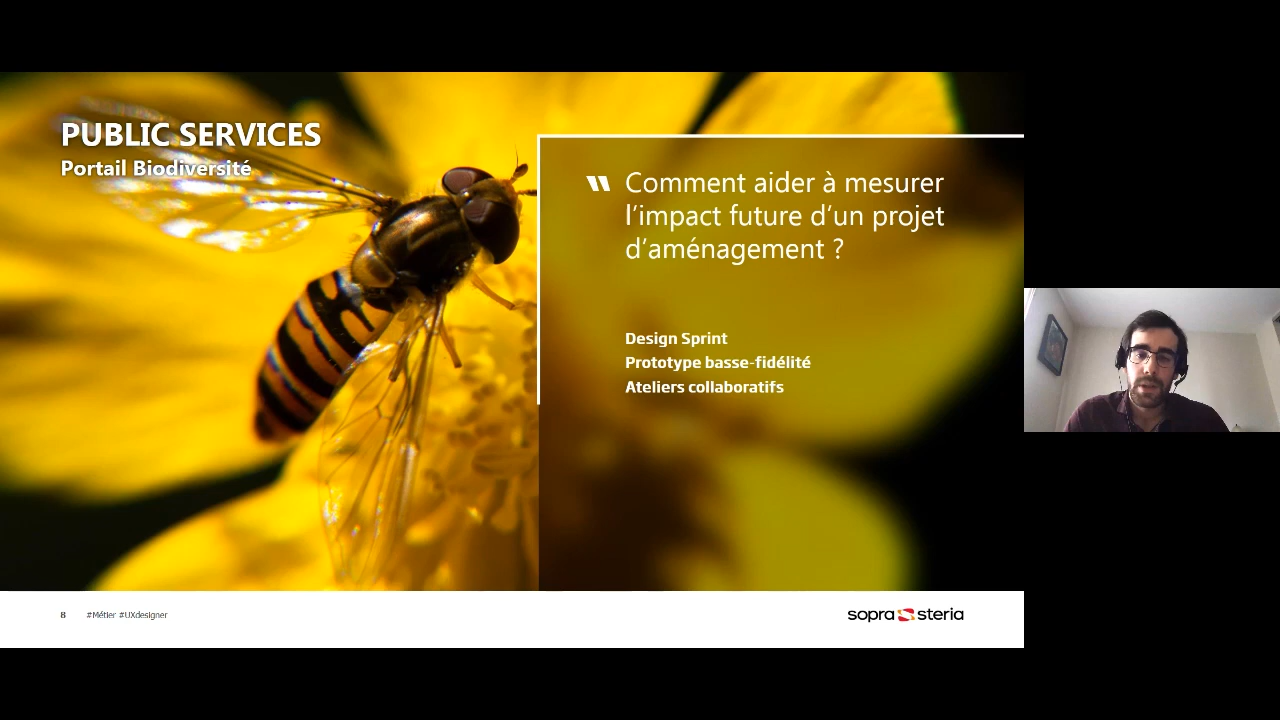 PUBLIC SERVICES
Portail Biodiversité
Comment aider à mesurer
l'impact future d'un projet
d'aménagement ?
Design Sprint
Prototype basse-fidélité
Ateliers collaboratifs
8 #Métier #UXdesigner
sopra steria